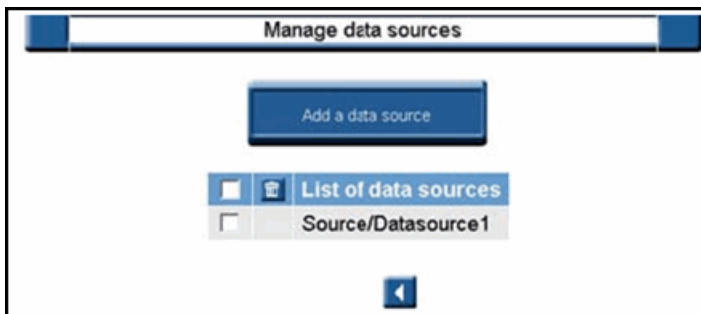 Manage data sources
Add a data source
List of data sources
Source/Datasource1